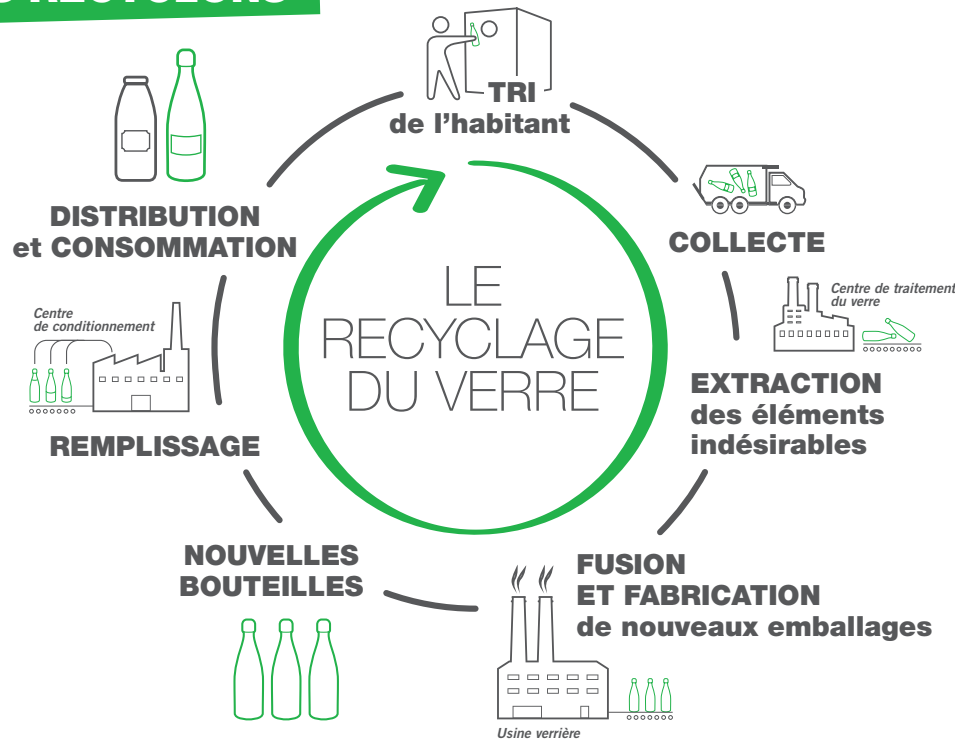 RECYCLONS
TRI
de l'habitant
COLLECTE
Centre de traitement
du verre
EXTRACTION
des éléments
indésirables
FUSION
ET FABRICATION
de nouveaux emballages
Usine verrière
NOUVELLES
BOUTEILLES
REMPLISSAGE
Centre
de conditionnement
DISTRIBUTION
et CONSOMMATION
LE
RECYCLAGE
DU VERRE